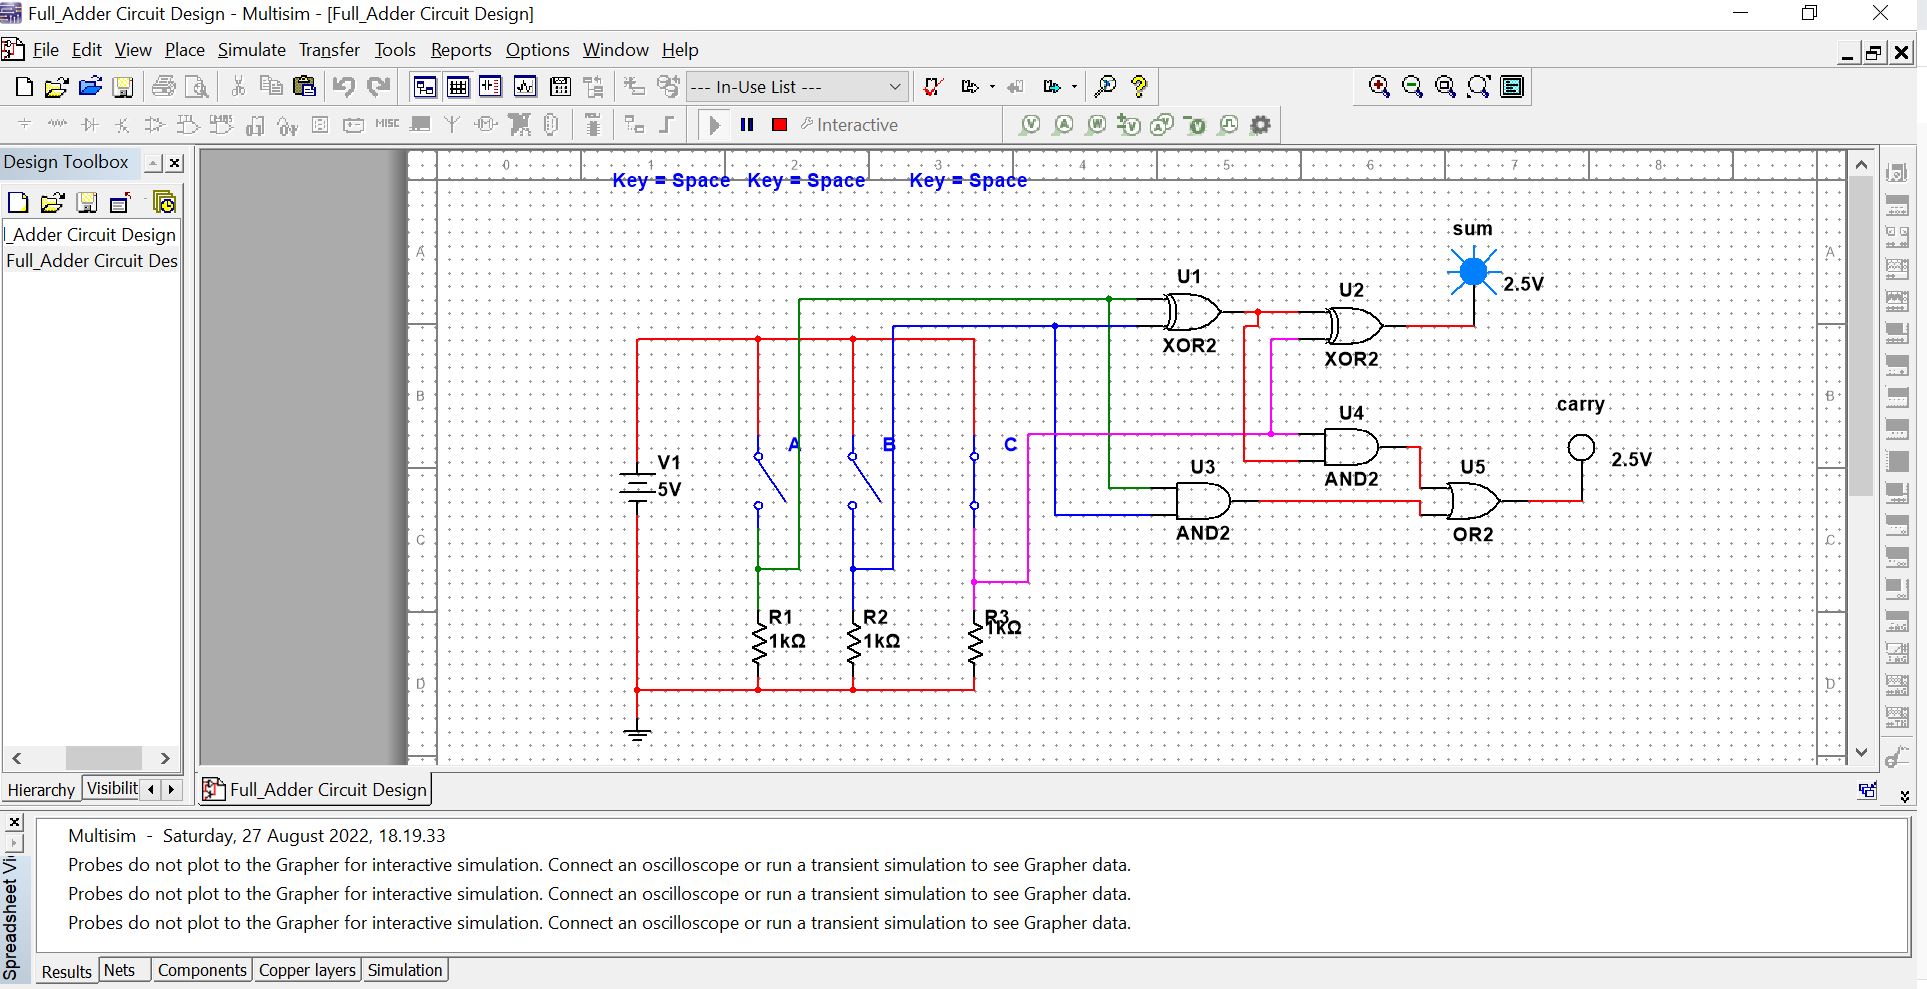 Full_Adder Circuit Design - Multisim - [Full_Adder Circuit Design]
File Edit View Place Simulate Transfer Tools Reports Options Window Help
--- In-Use List ---
MISC Interactive
Design Toolbox
l_Adder Circuit Design
Full_Adder Circuit Des
Hierarchy Visibilit
0 1 2 3 4 5 6 7 8
Key = Space Key = Space Key = Space
A A
B B
C C
D D
sum
2.5V
U1
XOR2
U2
XOR2
carry
2.5V
U4
AND2
A B C
V1
5V
U3
AND2
U5
OR2
R1
1kΩ
R2
1kΩ
R3
1kΩ
Full_Adder Circuit Design
Spreadsheet Vi
Multisim - Saturday, 27 August 2022, 18.19.33
Probes do not plot to the Grapher for interactive simulation. Connect an oscilloscope or run a transient simulation to see Grapher data.
Probes do not plot to the Grapher for interactive simulation. Connect an oscilloscope or run a transient simulation to see Grapher data.
Probes do not plot to the Grapher for interactive simulation. Connect an oscilloscope or run a transient simulation to see Grapher data.
Results Nets Components Copper layers Simulation